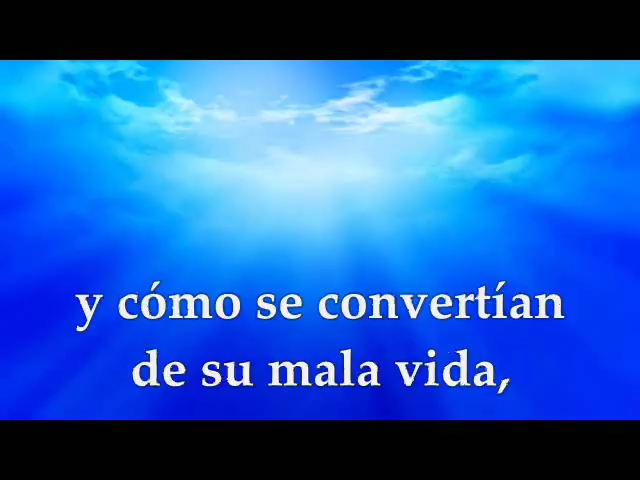 y cómo se convertían
de su mala vida,